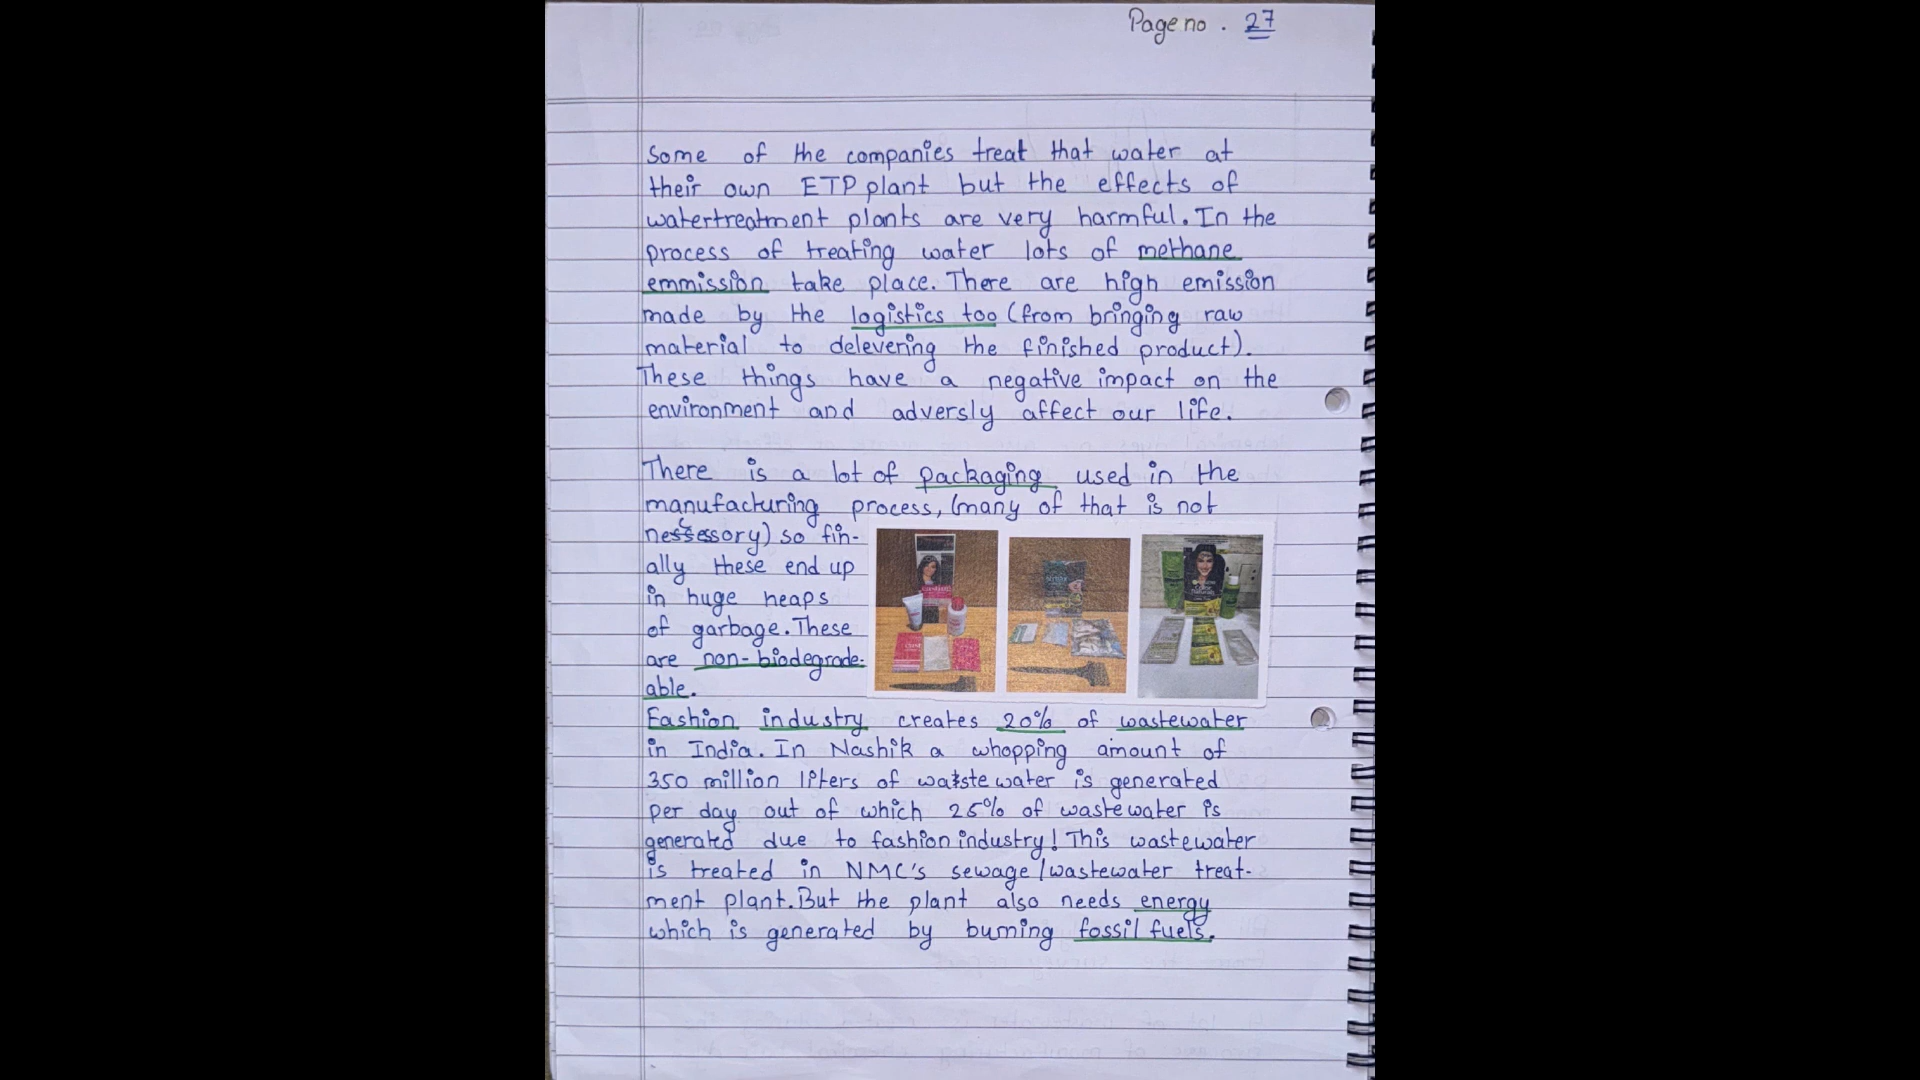 Page no. 27
Some of the companies treat that water at
their own ETP plant but the effects of
watertreatment plants are very harmful. In the
process of treating water lots of methane
emmission take place. There are high emission
made by the logistics too (from bringing raw
material to delevering the finished product).
These things have a negative impact on the
environment and adversly affect our life.
There is a lot of packaging used in the
manufacturing process, (many of that is not
nessessory) so fin-
ally these end up
in huge heaps
of garbage. These
are non-biodegrade-
able.
Fashion industry creates 20% of wastewater
in India. In Nashik a whopping amount of
350 million liters of wastewater is generated
per day out of which 25% of wastewater is
generated due to fashion industry! This wastewater
is treated in NMC's sewage/wastewater treat-
ment plant. But the plant also needs energy
which is generated by burning fossil fuels.